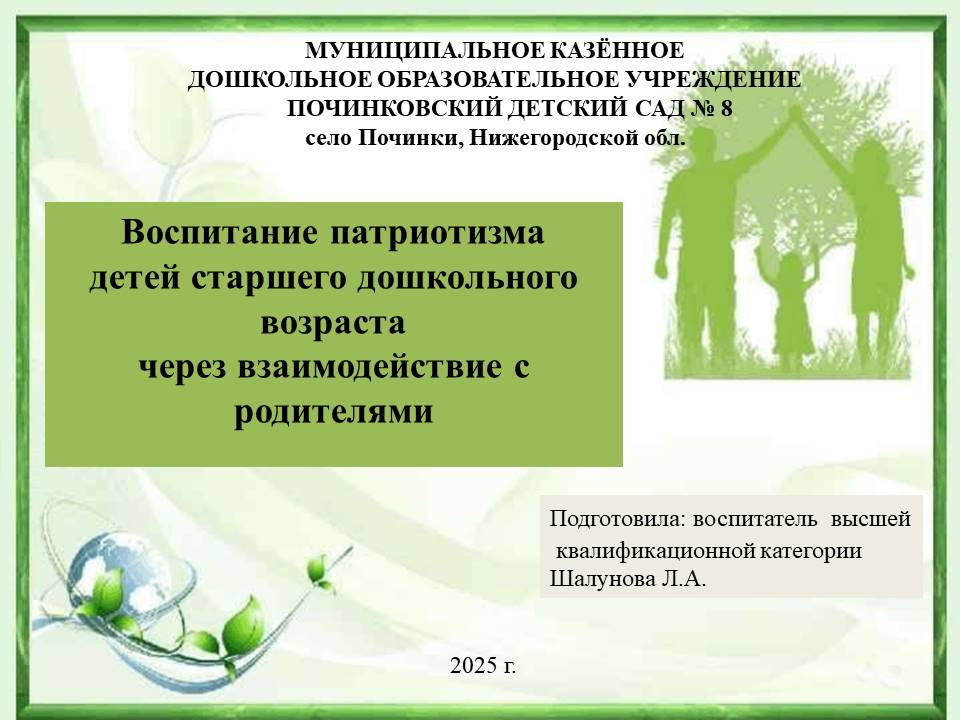 МУНИЦИПАЛЬНОЕ КАЗЁННОЕ
ДОШКОЛЬНОЕ ОБРАЗОВАТЕЛЬНОЕ УЧРЕЖДЕНИЕ
ПОЧИНКОВСКИЙ ДЕТСКИЙ САД № 8
село Починки, Нижегородской обл.
Воспитание патриотизма
детей старшего дошкольного
возраста
через взаимодействие с
родителями
Подготовила: воспитатель высшей
квалификационной категории
Шалунова Л.А.
2025 г.